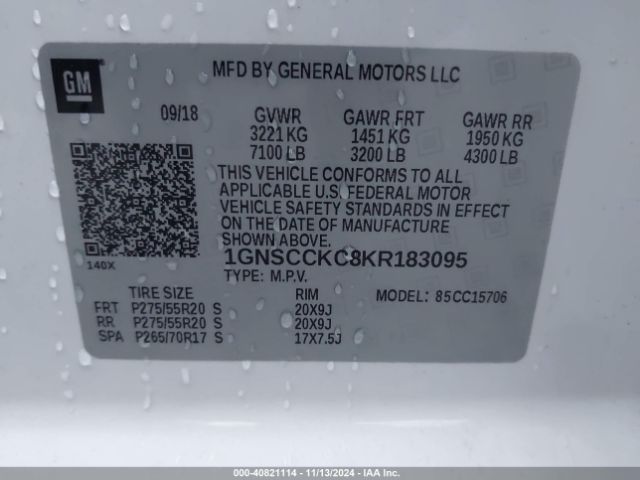 GM
MFD BY GENERAL MOTORS LLC
09/18 GVWR GAWR FRT GAWR RR
3221 KG 1451 KG 1950 KG
7100 LB 3200 LB 4300 LB
THIS VEHICLE CONFORMS TO ALL
APPLICABLE U.S. FEDERAL MOTOR
VEHICLE SAFETY STANDARDS IN EFFECT
ON THE DATE OF MANUFACTURE
SHOWN ABOVE.
140X 1GNSCCKC8KR183095
TYPE: M.P.V.
TIRE SIZE RIM MODEL: 85CC15706
FRT P275/55R20 S 20X9J
RR P275/55R20 S 20X9J
SPA P265/70R17 S 17X7.5J
000-40821114 - 11/13/2024 - IAA Inc.